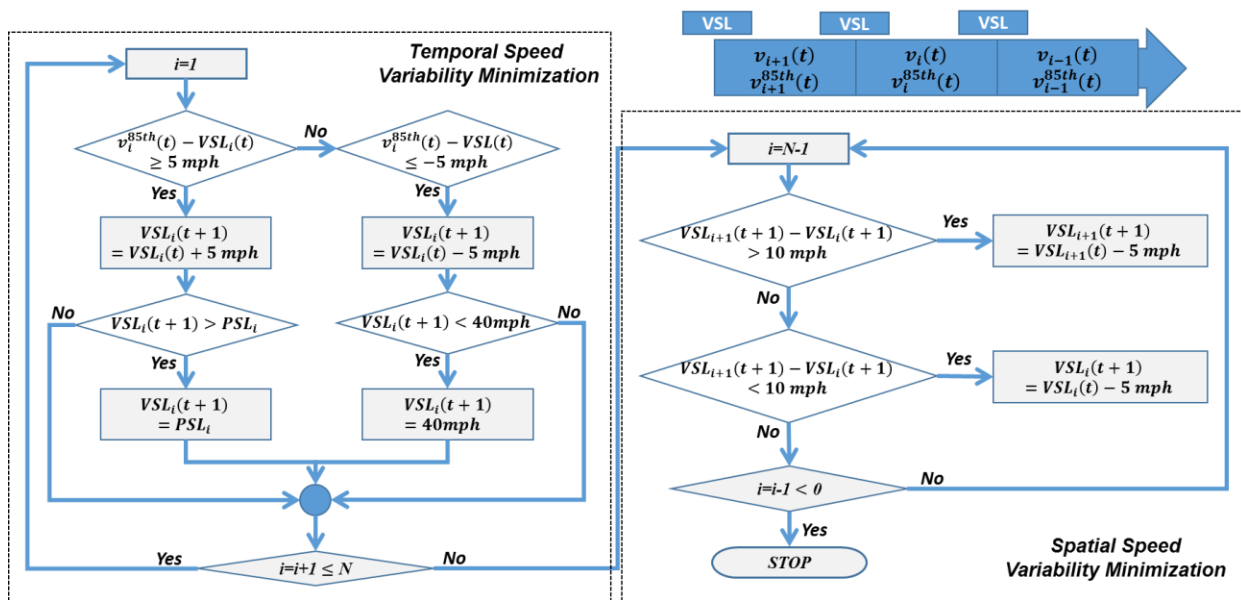 Temporal Speed
Variability Minimization
i=1
v_i^{85th}(t) − VSL_i(t)
≥ 5 mph
No
v_i^{85th}(t) − VSL(t)
≤ −5 mph
Yes
Yes
VSL_i(t + 1)
= VSL_i(t) + 5 mph
VSL_i(t + 1)
= VSL_i(t) − 5 mph
No
VSL_i(t + 1) > PSL_i
VSL_i(t + 1) < 40mph
No
Yes
Yes
VSL_i(t + 1)
= PSL_i
VSL_i(t + 1)
= 40mph
Yes
i=i+1 ≤ N
No
VSL
VSL
VSL
v_{i+1}(t)
v_{i+1}^{85th}(t)
v_i(t)
v_i^{85th}(t)
v_{i−1}(t)
v_{i−1}^{85th}(t)
i=N-1
VSL_{i+1}(t + 1) − VSL_i(t + 1)
> 10 mph
Yes
VSL_{i+1}(t + 1)
= VSL_{i+1}(t) − 5 mph
No
VSL_{i+1}(t + 1) − VSL_i(t + 1)
< 10 mph
Yes
VSL_i(t + 1)
= VSL_i(t) − 5 mph
No
i=i-1 < 0
No
Yes
STOP
Spatial Speed
Variability Minimization